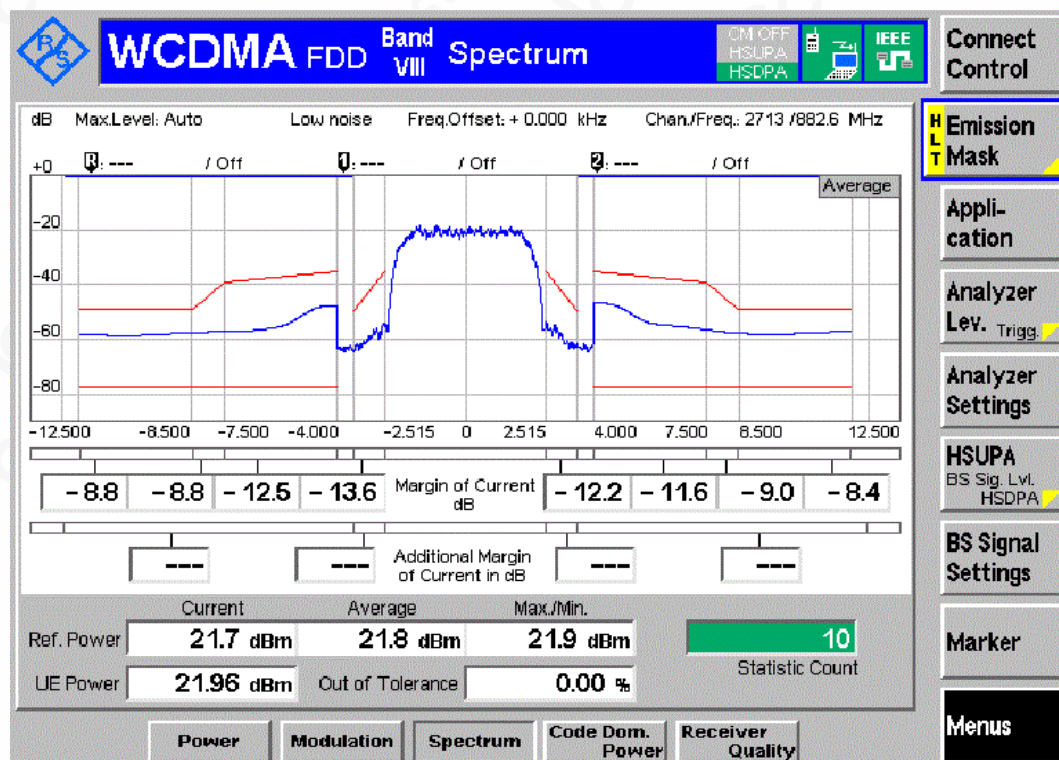 R/S
WCDMA FDD Band VIII Spectrum
CM OFF
HSUPA
HSDPA
IEEE
Connect Control
dB Max.Level: Auto Low noise Freq.Offset: + 0.000 kHz Chan./Freq.: 2713 /882.6 MHz
HLT
Emission Mask
R: --- / Off 1: --- / Off 2: --- / Off
+0
Average
-20
-40
-60
-80
-12.500 -8.500 -7.500 -4.000 -2.515 0 2.515 4.000 7.500 8.500 12.500
Appli-
cation
Analyzer
Lev. Trigg.
Analyzer
Settings
HSUPA
BS Sig. Lvl.
HSDPA
BS Signal
Settings
Marker
Menus
- 8.8 - 8.8 - 12.5 - 13.6 Margin of Current dB - 12.2 - 11.6 - 9.0 - 8.4
--- --- Additional Margin of Current in dB --- ---
Current Average Max./Min.
Ref. Power 21.7 dBm 21.8 dBm 21.9 dBm 10
Statistic Count
UE Power 21.96 dBm Out of Tolerance 0.00 %
Power Modulation Spectrum Code Dom. Power Receiver Quality